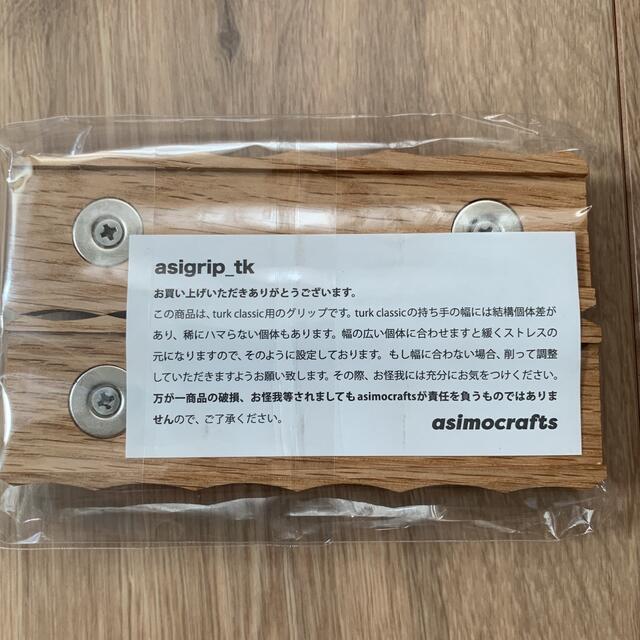 asigrip_tk
お買い上げいただきありがとうございます。
この商品は、turk classic用のグリップです。turk classicの持ち手の幅には結構個体差が
あり、稀にハマらない個体もあります。幅の広い個体に合わせますと緩くストレスの
元になりますので、そのように設定しております。もし幅に合わない場合、削って調整
していただきますようお願い致します。その際、お怪我には充分にお気をつけください。
万が一商品の破損、お怪我等されましてもasimocraftsが責任を負うものではありま
せんので、ご了承ください。
asimocrafts